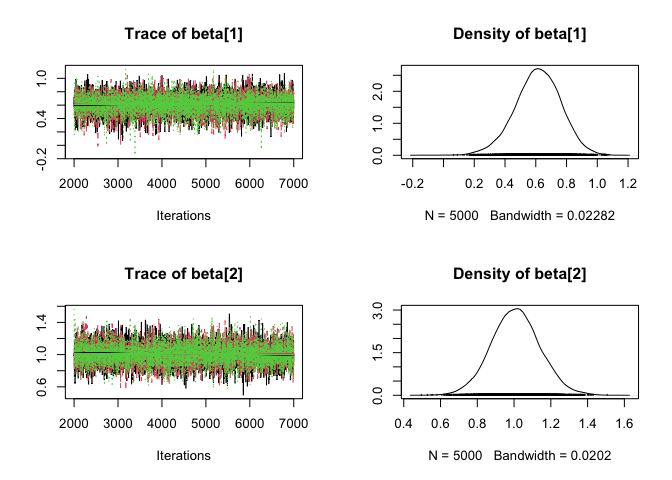 Trace of beta[1]
1.0
0.4
-0.2
2000 3000 4000 5000 6000 7000
Iterations
Density of beta[1]
2.0
1.0
0.0
-0.2 0.2 0.4 0.6 0.8 1.0 1.2
N = 5000 Bandwidth = 0.02282
Trace of beta[2]
1.4
1.0
0.6
2000 3000 4000 5000 6000 7000
Iterations
Density of beta[2]
3.0
1.5
0.0
0.4 0.6 0.8 1.0 1.2 1.4 1.6
N = 5000 Bandwidth = 0.0202